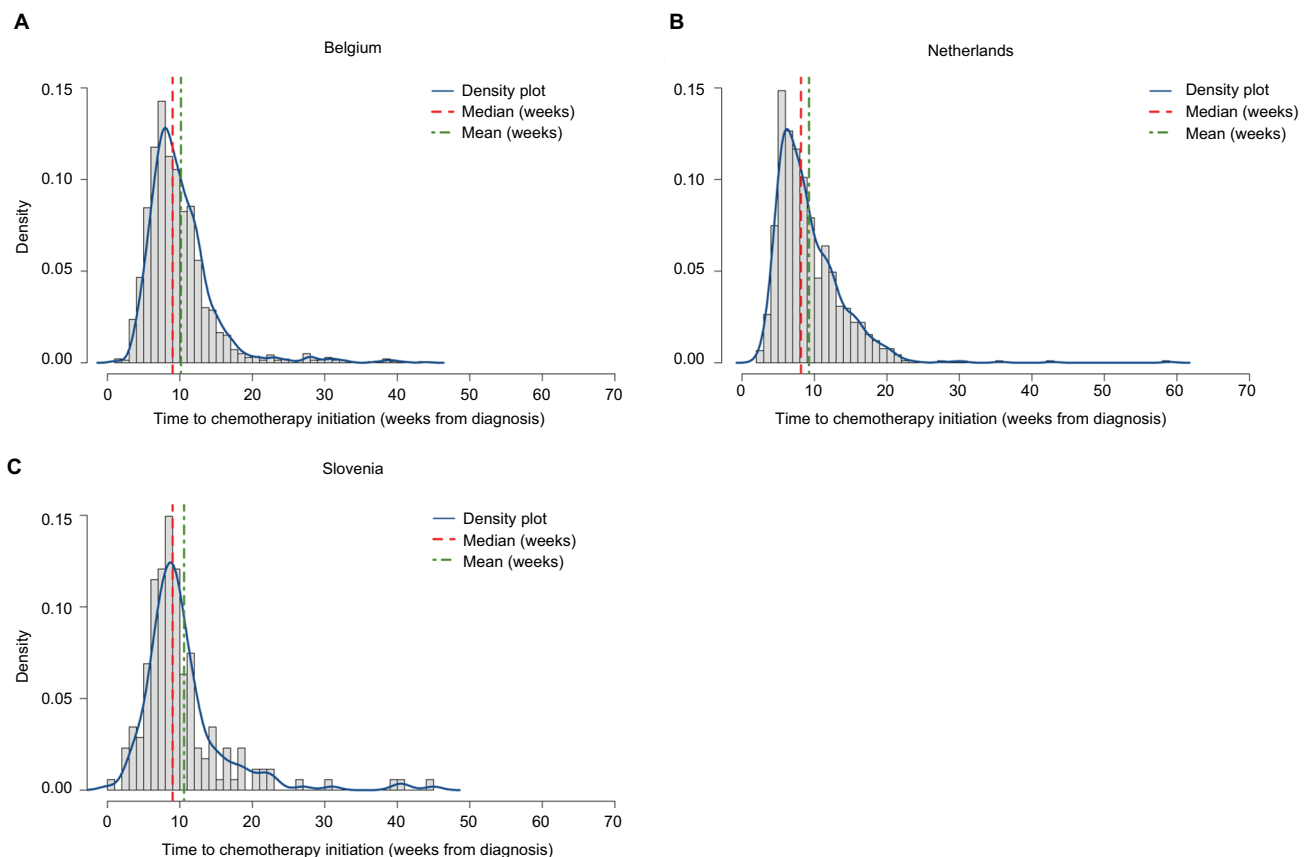 A
Belgium
Density plot
Median (weeks)
Mean (weeks)
Density
0.15
0.10
0.05
0.00
0 10 20 30 40 50 60 70
Time to chemotherapy initiation (weeks from diagnosis)
B
Netherlands
Density plot
Median (weeks)
Mean (weeks)
Density
0.15
0.10
0.05
0.00
0 10 20 30 40 50 60 70
Time to chemotherapy initiation (weeks from diagnosis)
C
Slovenia
Density plot
Median (weeks)
Mean (weeks)
Density
0.15
0.10
0.05
0.00
0 10 20 30 40 50 60 70
Time to chemotherapy initiation (weeks from diagnosis)